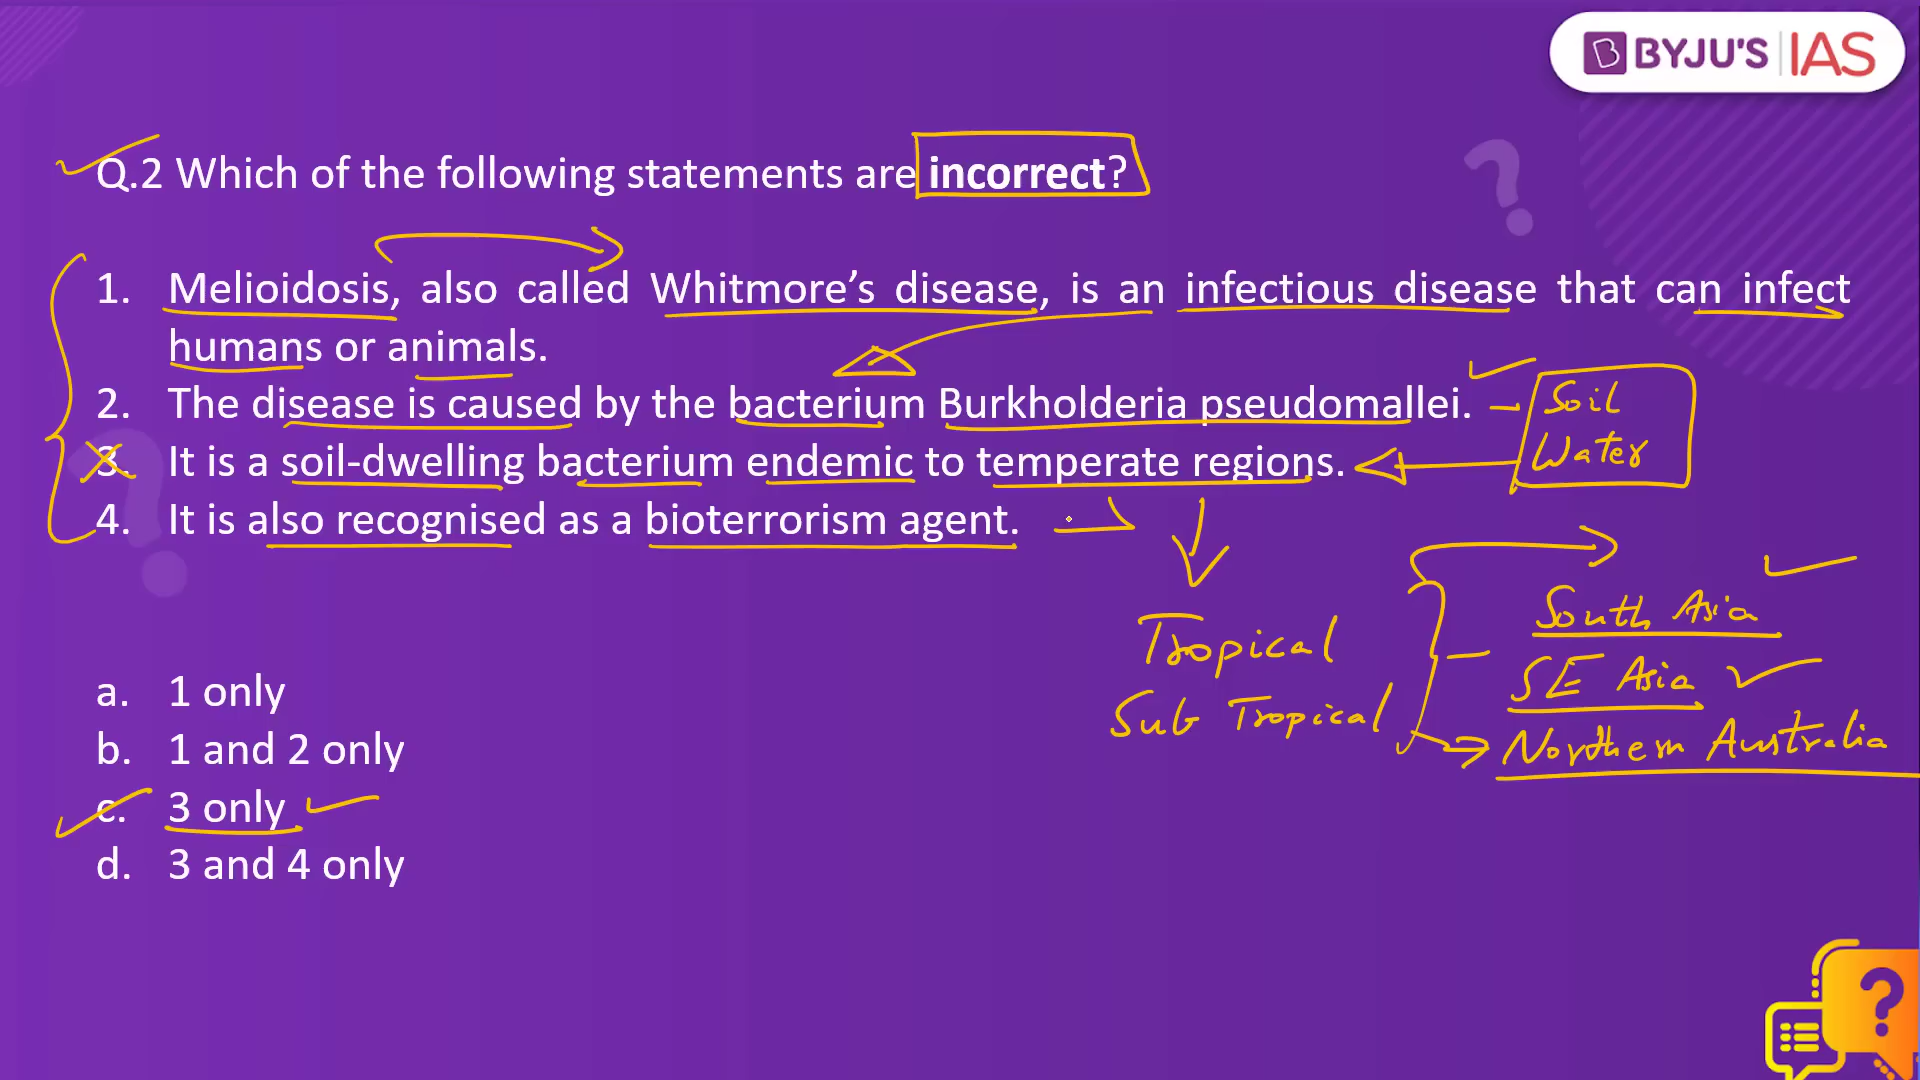 BYJU'S IAS
Q.2 Which of the following statements are incorrect?
1. Melioidosis, also called Whitmore’s disease, is an infectious disease that can infect
humans or animals.
2. The disease is caused by the bacterium Burkholderia pseudomallei.
Soil
Water
3. It is a soil-dwelling bacterium endemic to temperate regions.
4. It is also recognised as a bioterrorism agent.
Tropical
Sub Tropical
South Asia
SE Asia
Northern Australia
a. 1 only
b. 1 and 2 only
c. 3 only
d. 3 and 4 only